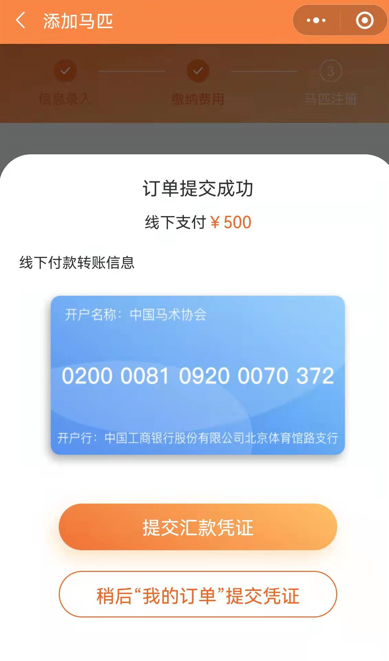 添加马匹
信息录入
缴纳费用
3
马匹注册
订单提交成功
线下支付￥500
线下付款转账信息
开户名称：中国马术协会
0200 0081 0920 0070 372
开户行：中国工商银行股份有限公司北京体育馆路支行
提交汇款凭证
稍后“我的订单”提交凭证